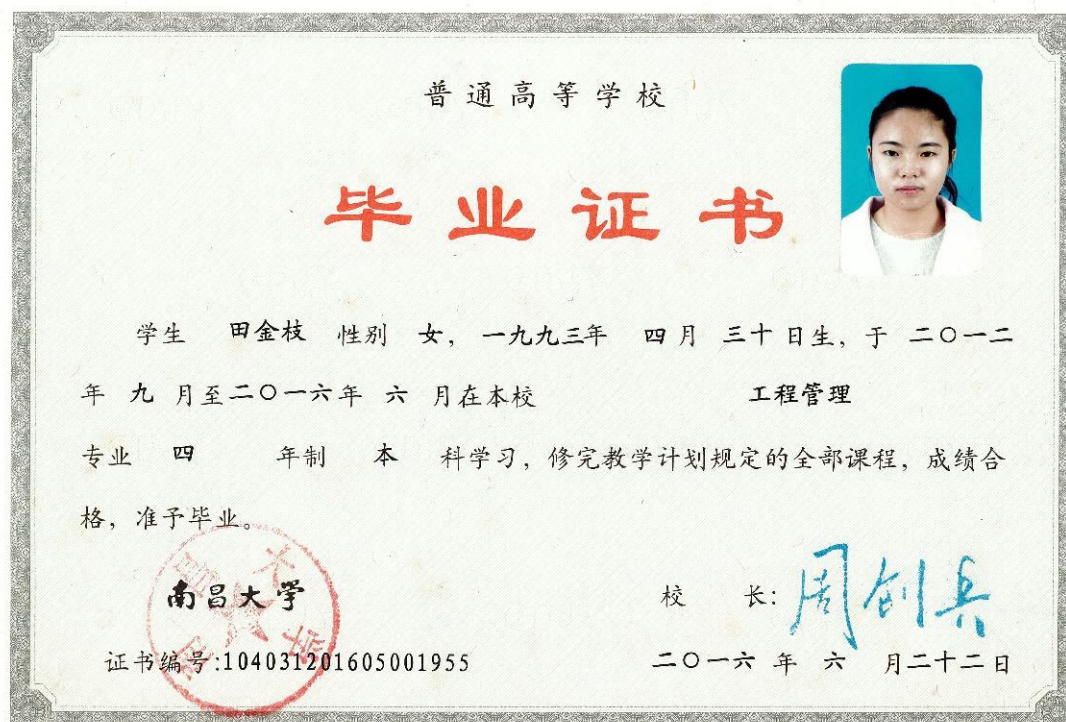 普通高等学校
毕业证书
学生 田金枝 性别 女，一九九三年 四月 三十日生，于 二〇一二
年 九 月至二〇一六年 六 月在本校 工程管理
专业 四 年制 本 科学习，修完教学计划规定的全部课程，成绩合
格，准予毕业。
南昌大学
南昌大学
校 长：周创兵
证书编号:104031201605001955
二〇一六 年 六 月二十二日